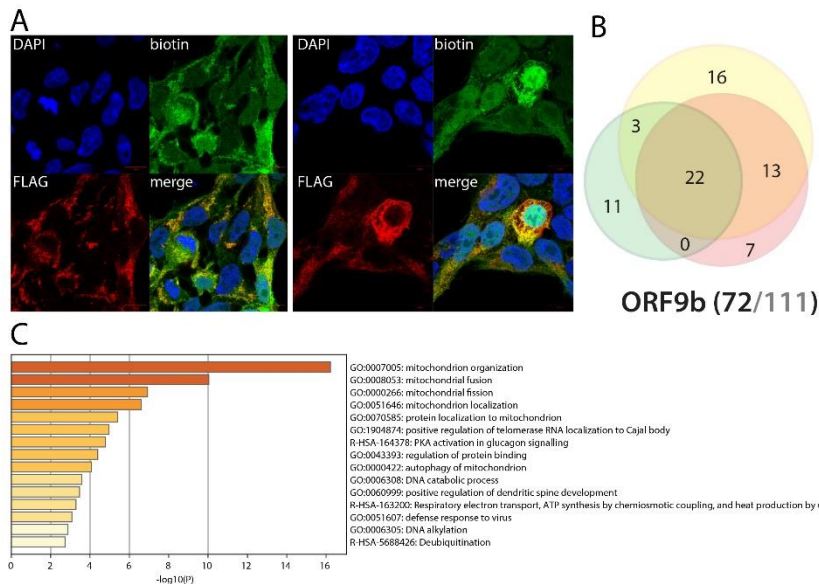 A
DAPI
biotin
DAPI
biotin
FLAG
merge
FLAG
merge
B
16
3
22
13
11
0
7
ORF9b (72/111)
C
GO:0007005: mitochondrion organization
GO:0008053: mitochondrial fusion
GO:0000266: mitochondrial fission
GO:0051646: mitochondrion localization
GO:0070585: protein localization to mitochondrion
GO:1904874: positive regulation of telomerase RNA localization to Cajal body
R-HSA-164378: PKA activation in glucagon signalling
GO:0043393: regulation of protein binding
GO:0000422: autophagy of mitochondrion
GO:0006308: DNA catabolic process
GO:0060999: positive regulation of dendritic spine development
R-HSA-163200: Respiratory electron transport, ATP synthesis by chemiosmotic coupling, and heat production by
GO:0051607: defense response to virus
GO:0006305: DNA alkylation
R-HSA-5688426: Deubiquitination
0 2 4 6 8 10 12 14 16
-log10(P)